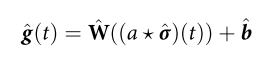 ĝ(t) = Ŵ((a ⋆ σ̂)(t)) + b̂